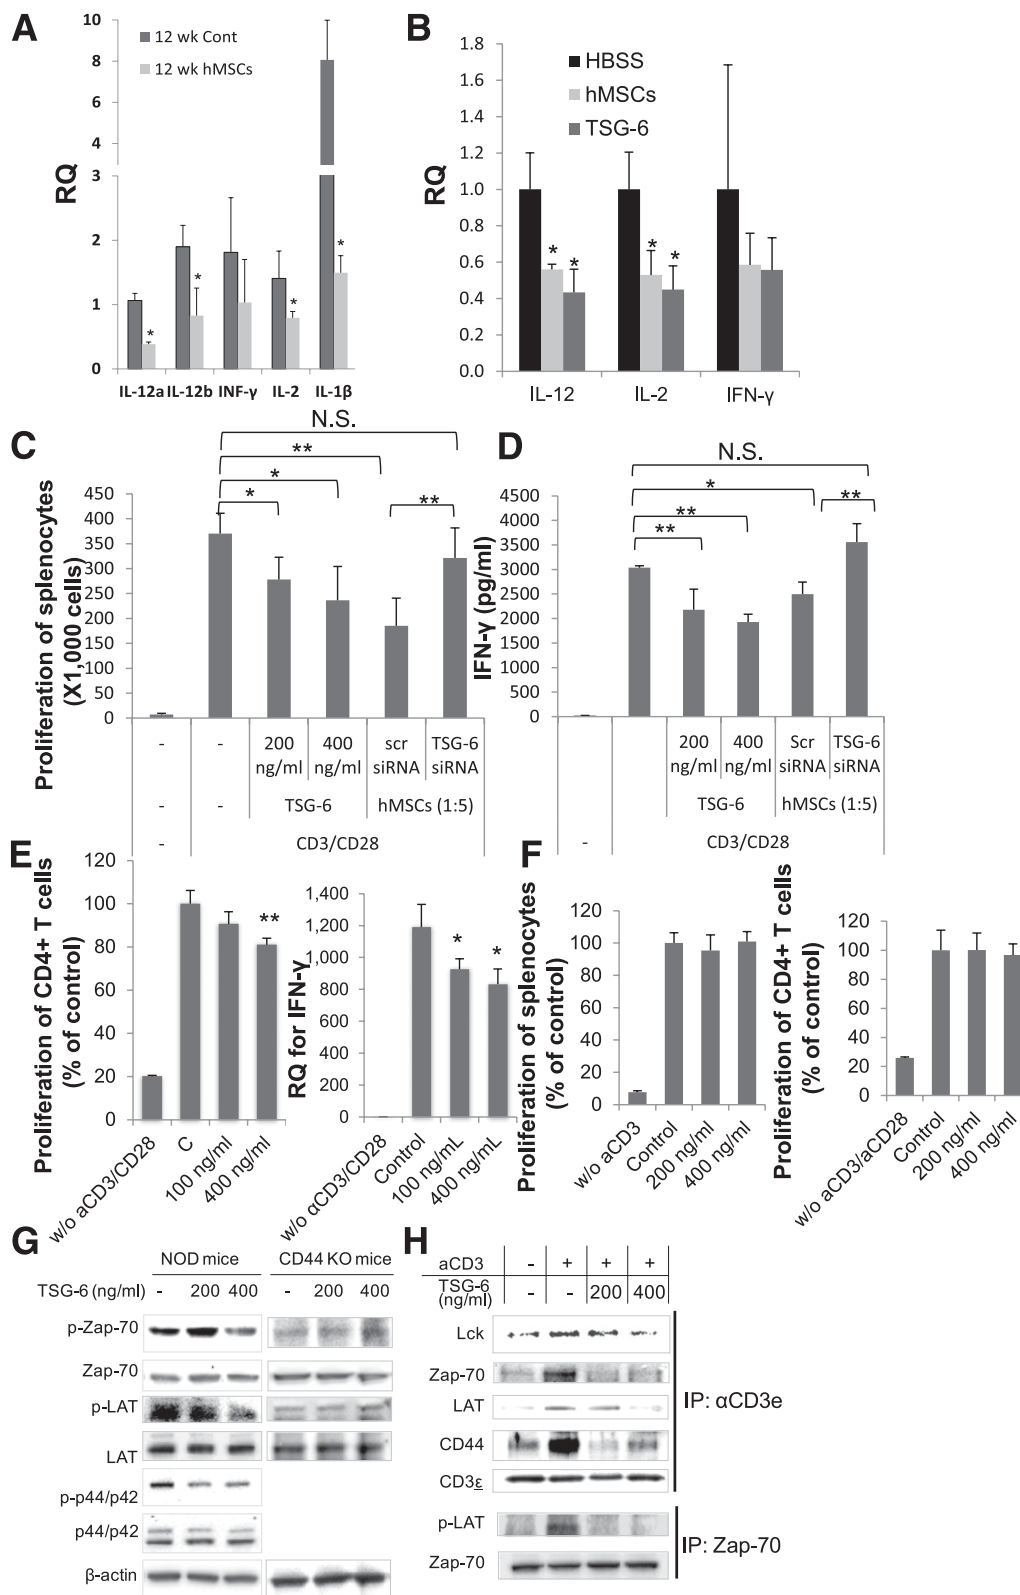 A
10
8
6
4
3
2
1
0
RQ
12 wk Cont
12 wk hMSCs
*
*
*
*
IL-12a IL-12b INF-γ IL-2 IL-1β
B
1.8
1.6
1.4
1.2
1.0
0.8
0.6
0.4
0.2
0.0
RQ
HBSS
hMSCs
TSG-6
*
*
*
*
IL-12 IL-2 IFN-γ
C
N.S.
**
*
*
**
Proliferation of splenocytes
(X1,000 cells)
450
400
350
300
250
200
150
100
50
0
- - 200 400 scr TSG-6
ng/ml ng/ml siRNA siRNA
- - TSG-6 hMSCs (1:5)
- CD3/CD28
D
N.S.
*
**
**
**
IFN-γ (pg/ml)
4500
4000
3500
3000
2500
2000
1500
1000
500
0
200 400 Scr TSG-6
ng/ml ng/ml siRNA siRNA
TSG-6 hMSCs (1:5)
- CD3/CD28
E
Proliferation of CD4+ T cells
(% of control)
120
100
80
60
40
20
0
**
w/o aCD3/CD28
C
100 ng/ml
400 ng/ml
RQ for IFN-γ
1,400
1,200
1,000
800
600
400
200
0
*
*
w/o αCD3/CD28
Control
100 ng/mL
400 ng/mL
F
Proliferation of splenocytes
(% of control)
120
100
80
60
40
20
0
w/o aCD3
Control
200 ng/ml
400 ng/ml
Proliferation of CD4+ T cells
(% of control)
120
100
80
60
40
20
0
w/o aCD3/aCD28
Control
200 ng/ml
400 ng/ml
G
NOD mice CD44 KO mice
TSG-6 (ng/ml) - 200 400 - 200 400
p-Zap-70
Zap-70
p-LAT
LAT
p-p44/p42
p44/p42
β-actin
H
aCD3 - + + +
TSG-6 - - 200 400
(ng/ml)
Lck
Zap-70
LAT
CD44
CD3ε
IP: αCD3e
p-LAT
Zap-70
IP: Zap-70